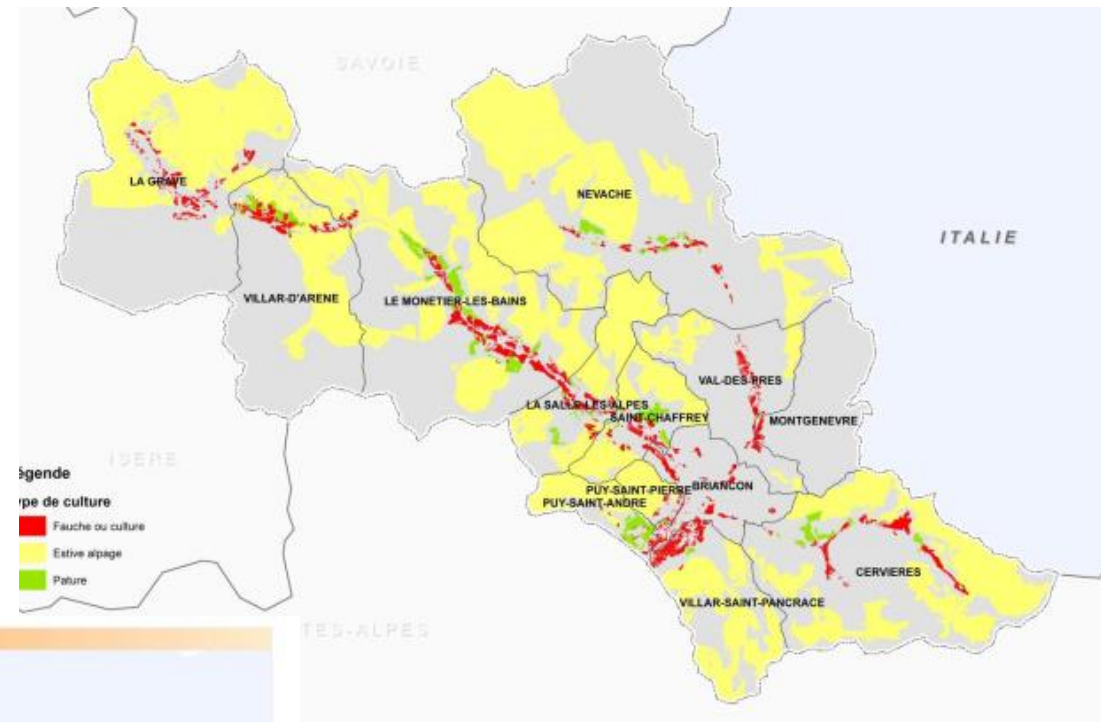 SAVOIE
LA GRAVE
NEVACHE
ITALIE
VILLAR-D'ARENE
LE MONETIER-LES-BAINS
VAL-DES-PRES
LA SALLE-LES-ALPES
SAINT-CHAFFREY
MONTGENEVRE
ISERE
égende
PUY-SAINT-PIERRE
BRIANCON
ype de culture
PUY-SAINT-ANDRE
Fauche ou culture
Estive alpage
CERVIERES
Pature
VILLAR-SAINT-PANCRACE
TES-ALPES